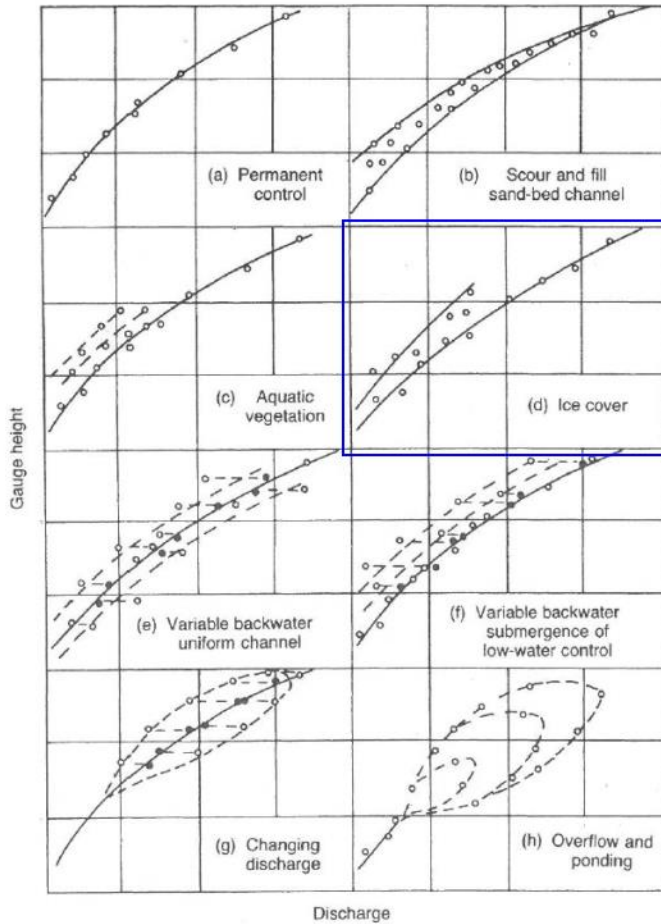 (a) Permanent
control
(b) Scour and fill
sand-bed channel
(c) Aquatic
vegetation
(d) Ice cover
Gauge height
(e) Variable backwater
uniform channel
(f) Variable backwater
submergence of
low-water control
(g) Changing
discharge
(h) Overflow and
ponding
Discharge